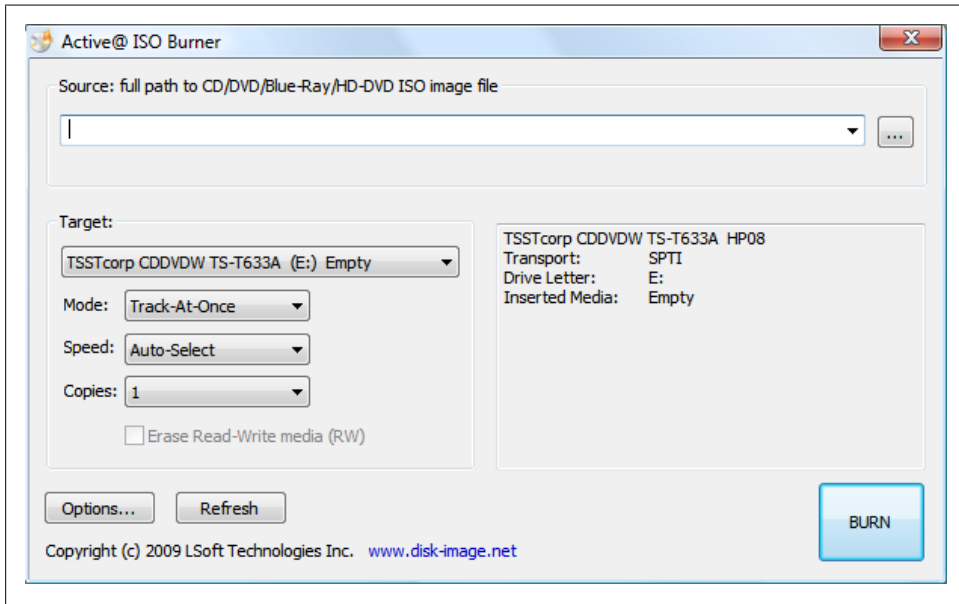 Active@ ISO Burner
Source: full path to CD/DVD/Blue-Ray/HD-DVD ISO image file
...
Target:
TSSTcorp CDDVDW TS-T633A (E:) Empty
Mode: Track-At-Once
Speed: Auto-Select
Copies: 1
Erase Read-Write media (RW)
TSSTcorp CDDVDW TS-T633A HP08
Transport: SPTI
Drive Letter: E:
Inserted Media: Empty
Options... Refresh
BURN
Copyright (c) 2009 LSoft Technologies Inc. www.disk-image.net